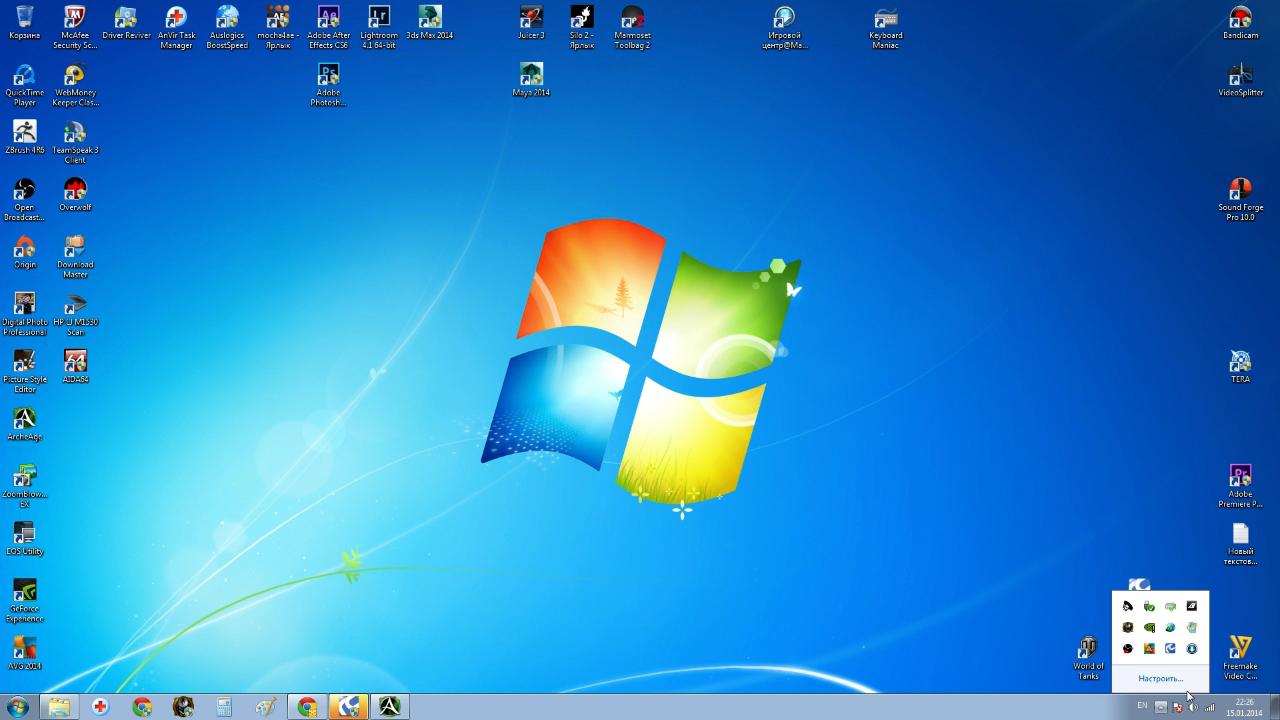 Корзина
McAfee
Security Sc...
Driver Reviver
AnVir Task
Manager
Auslogics
BoostSpeed
mocha4ae -
Ярлык
Adobe After
Effects CS6
Lightroom
4.1 64-bit
3ds Max 2014
Juicer 3
Silo 2 -
Ярлык
Marmoset
Toolbag 2
Игровой
центр@Ma...
Keyboard
Maniac
Bandicam
QuickTime
Player
WebMoney
Keeper Clas...
Adobe
Photosh...
Maya 2014
VideoSplitter
ZBrush 4R6
TeamSpeak 3
Client
Open
Broadcast...
Overwolf
Sound Forge
Pro 10.0
Origin
Download
Master
Digital Photo
Professional
HP LJ M1530
Scan
Picture Style
Editor
AIDA64
TERA
ArcheAge
ZoomBrow...
EX
Adobe
Premiere P...
EOS Utility
Новый
текстов...
GeForce
Experience
AVG 2014
World of
Tanks
Freemake
Video C...
Настроить...
EN
22:26
15.01.2014